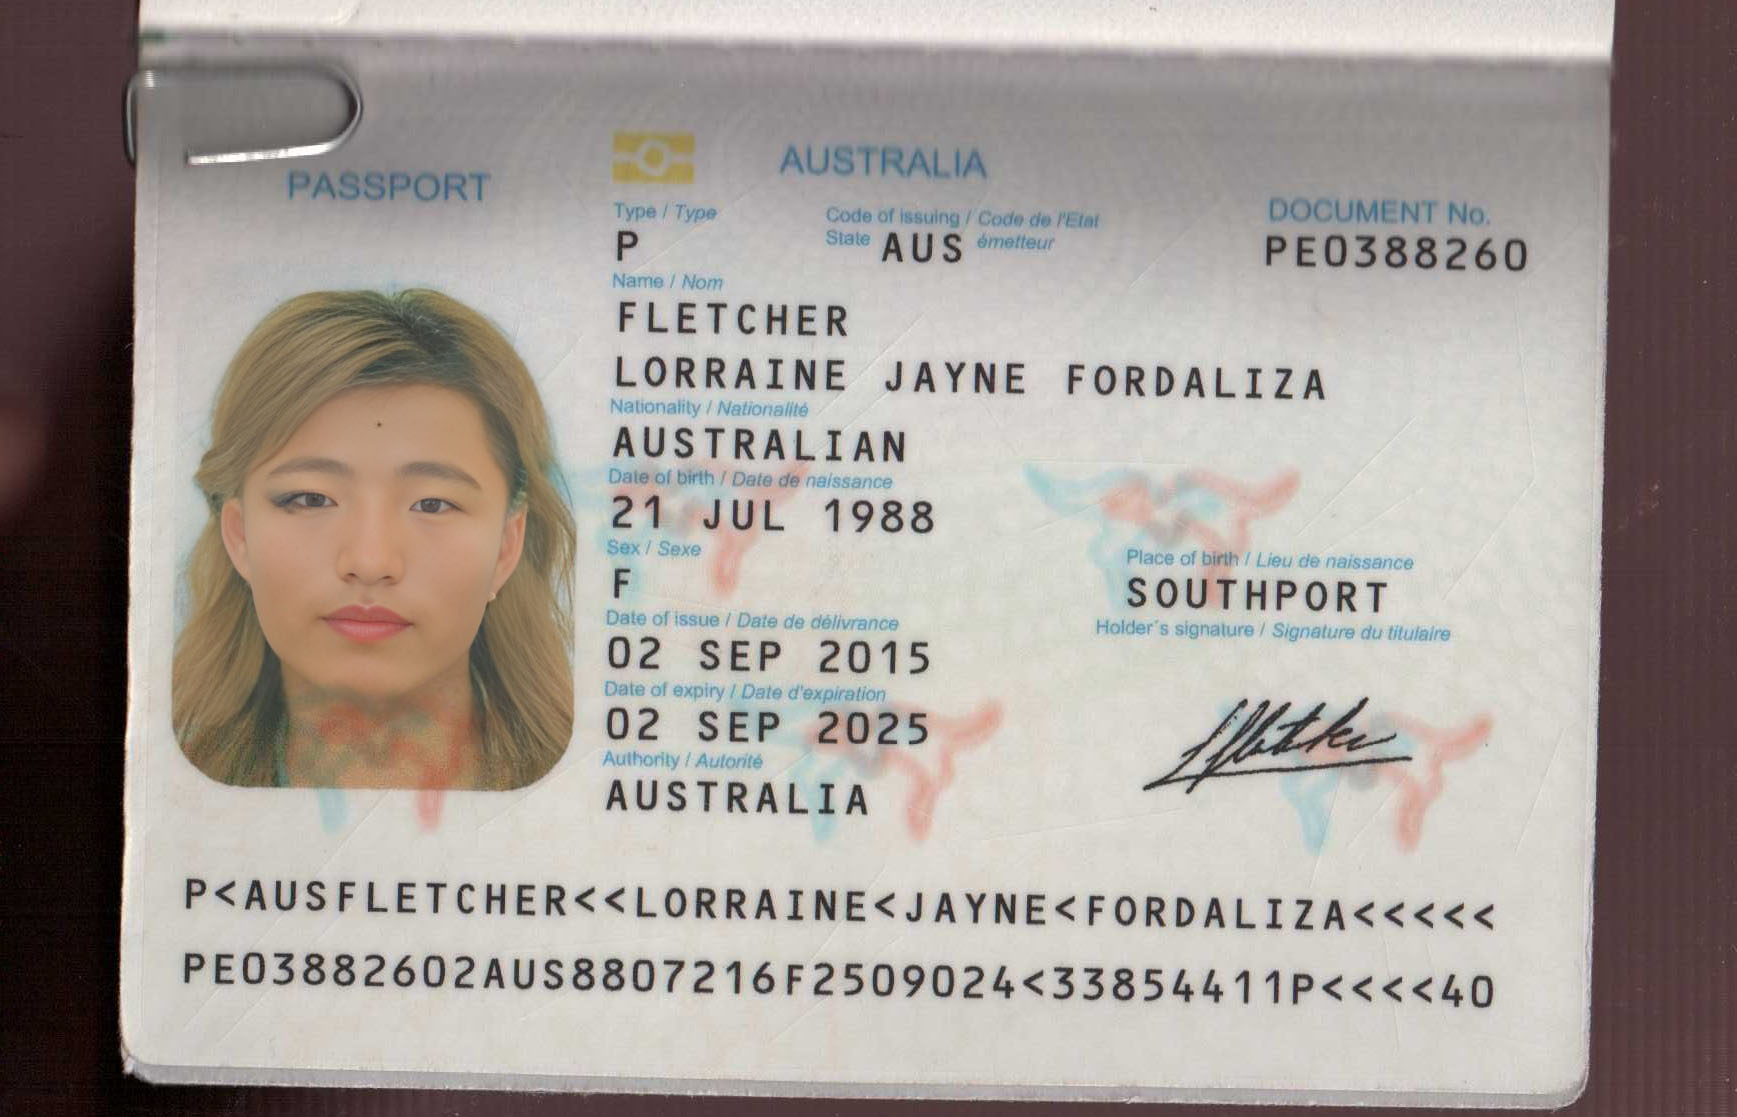 PASSPORT
AUSTRALIA
Type / Type
Code of issuing / Code de l'Etat
State
émetteur
DOCUMENT No.
P
AUS
PE0388260
Name / Nom
FLETCHER
LORRAINE JAYNE FORDALIZA
Nationality / Nationalité
AUSTRALIAN
Date of birth / Date de naissance
21 JUL 1988
Sex / Sexe
F
Place of birth / Lieu de naissance
SOUTHPORT
Date of issue / Date de délivrance
02 SEP 2015
Holder's signature / Signature du titulaire
Date of expiry / Date d'expiration
02 SEP 2025
Authority / Autorité
AUSTRALIA
P<AUSFLETCHER<<LORRAINE<JAYNE<FORDALIZA<<<<<
PE03882602AUS8807216F2509024<33854411P<<<<40